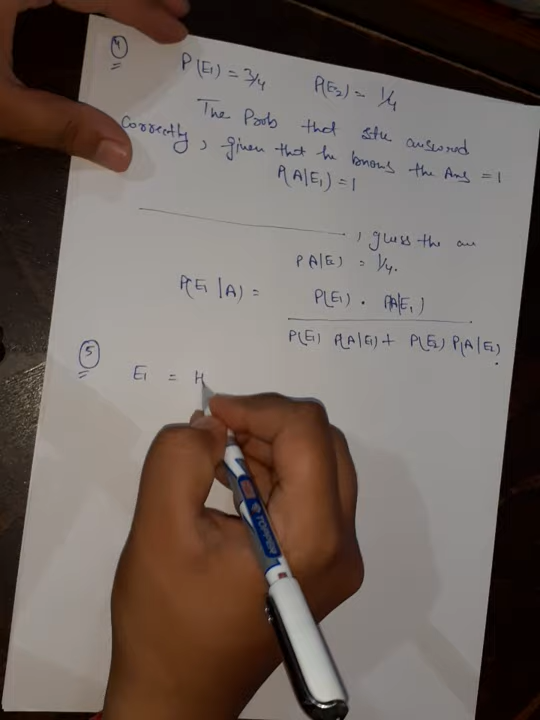 4
P(E1) = 3/4 P(E2) = 1/4
The Prob that stu answered
correctly, given that he knows the Ans = 1
P(A|E1) = 1
, guess the an
P A|E) = 1/4.
P(E1 |A) = P(E1) . P(A|E1)
P(E1) P(A|E1) + P(E2) P(A|E2).
5
E1 = H